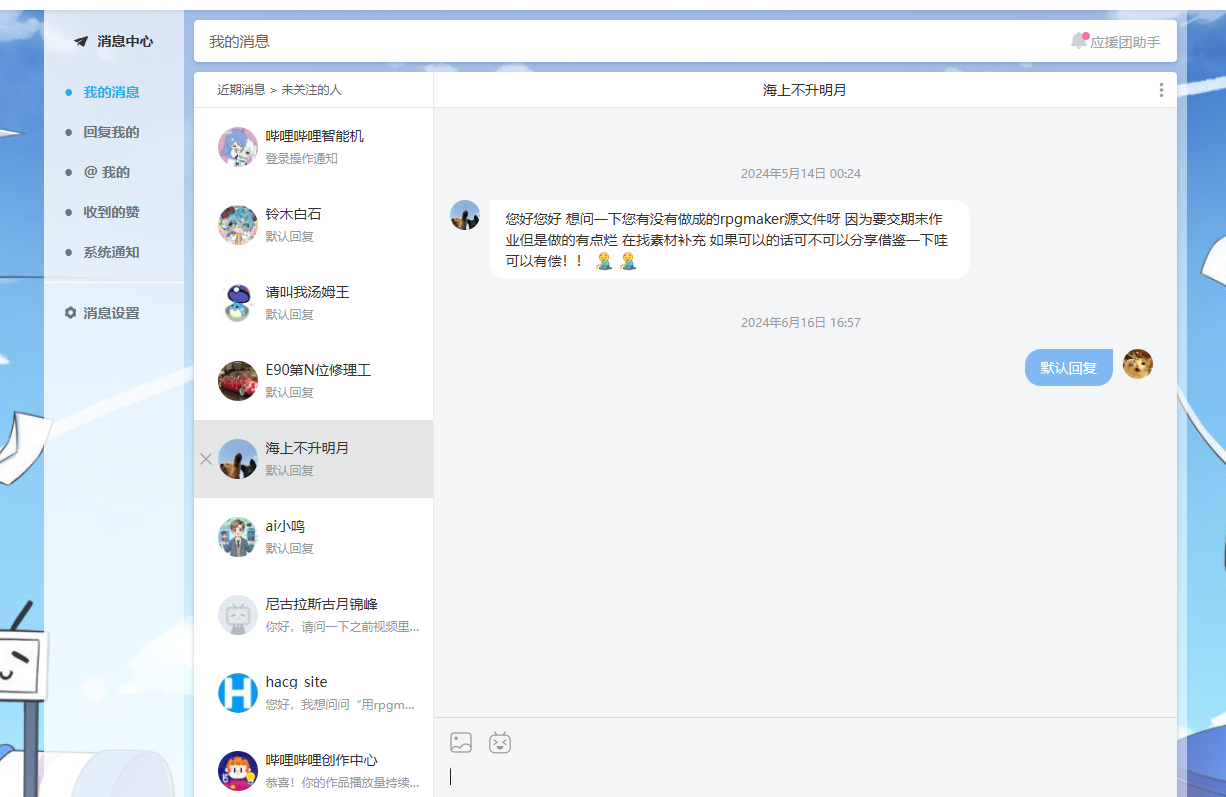 消息中心
我的消息
回复我的
@ 我的
收到的赞
系统通知
消息设置
我的消息
应援团助手
近期消息 > 未关注的人
哔哩哔哩智能机
登录操作通知
铃木白石
默认回复
请叫我汤姆王
默认回复
E90第N位修理工
默认回复
海上不升明月
默认回复
ai小鸣
默认回复
尼古拉斯古月锦峰
你好，请问一下之前视频里...
hacg_site
您好，我想问问“用rpgm...
哔哩哔哩创作中心
恭喜！你的作品播放量持续...
海上不升明月
2024年5月14日 00:24
您好您好 想问一下您有没有做成的rpgmaker源文件呀 因为要交期末作
业但是做的有点烂 在找素材补充 如果可以的话可不可以分享借鉴一下哇
可以有偿！！
2024年6月16日 16:57
默认回复